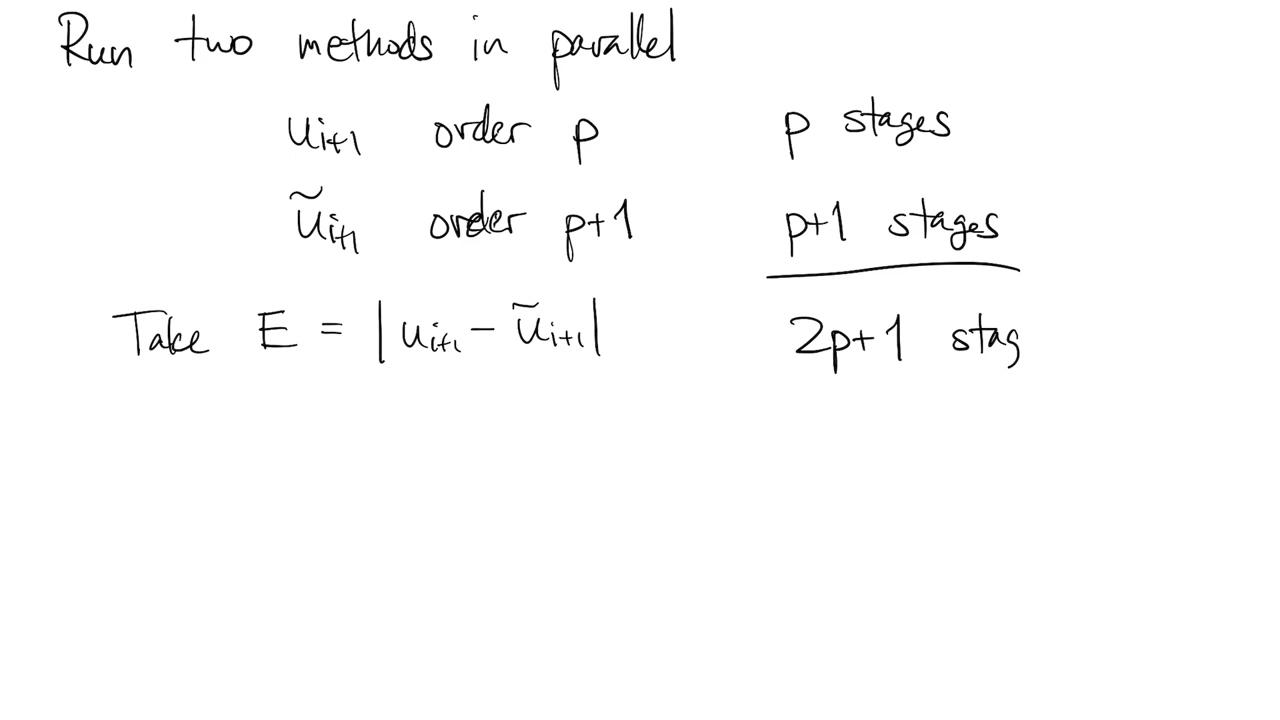 Run two methods in parallel
u_{i+1} order p p stages
ũ_{i+1} order p+1 p+1 stages
Take E = |u_{i+1} - ũ_{i+1}| 2p+1 stag